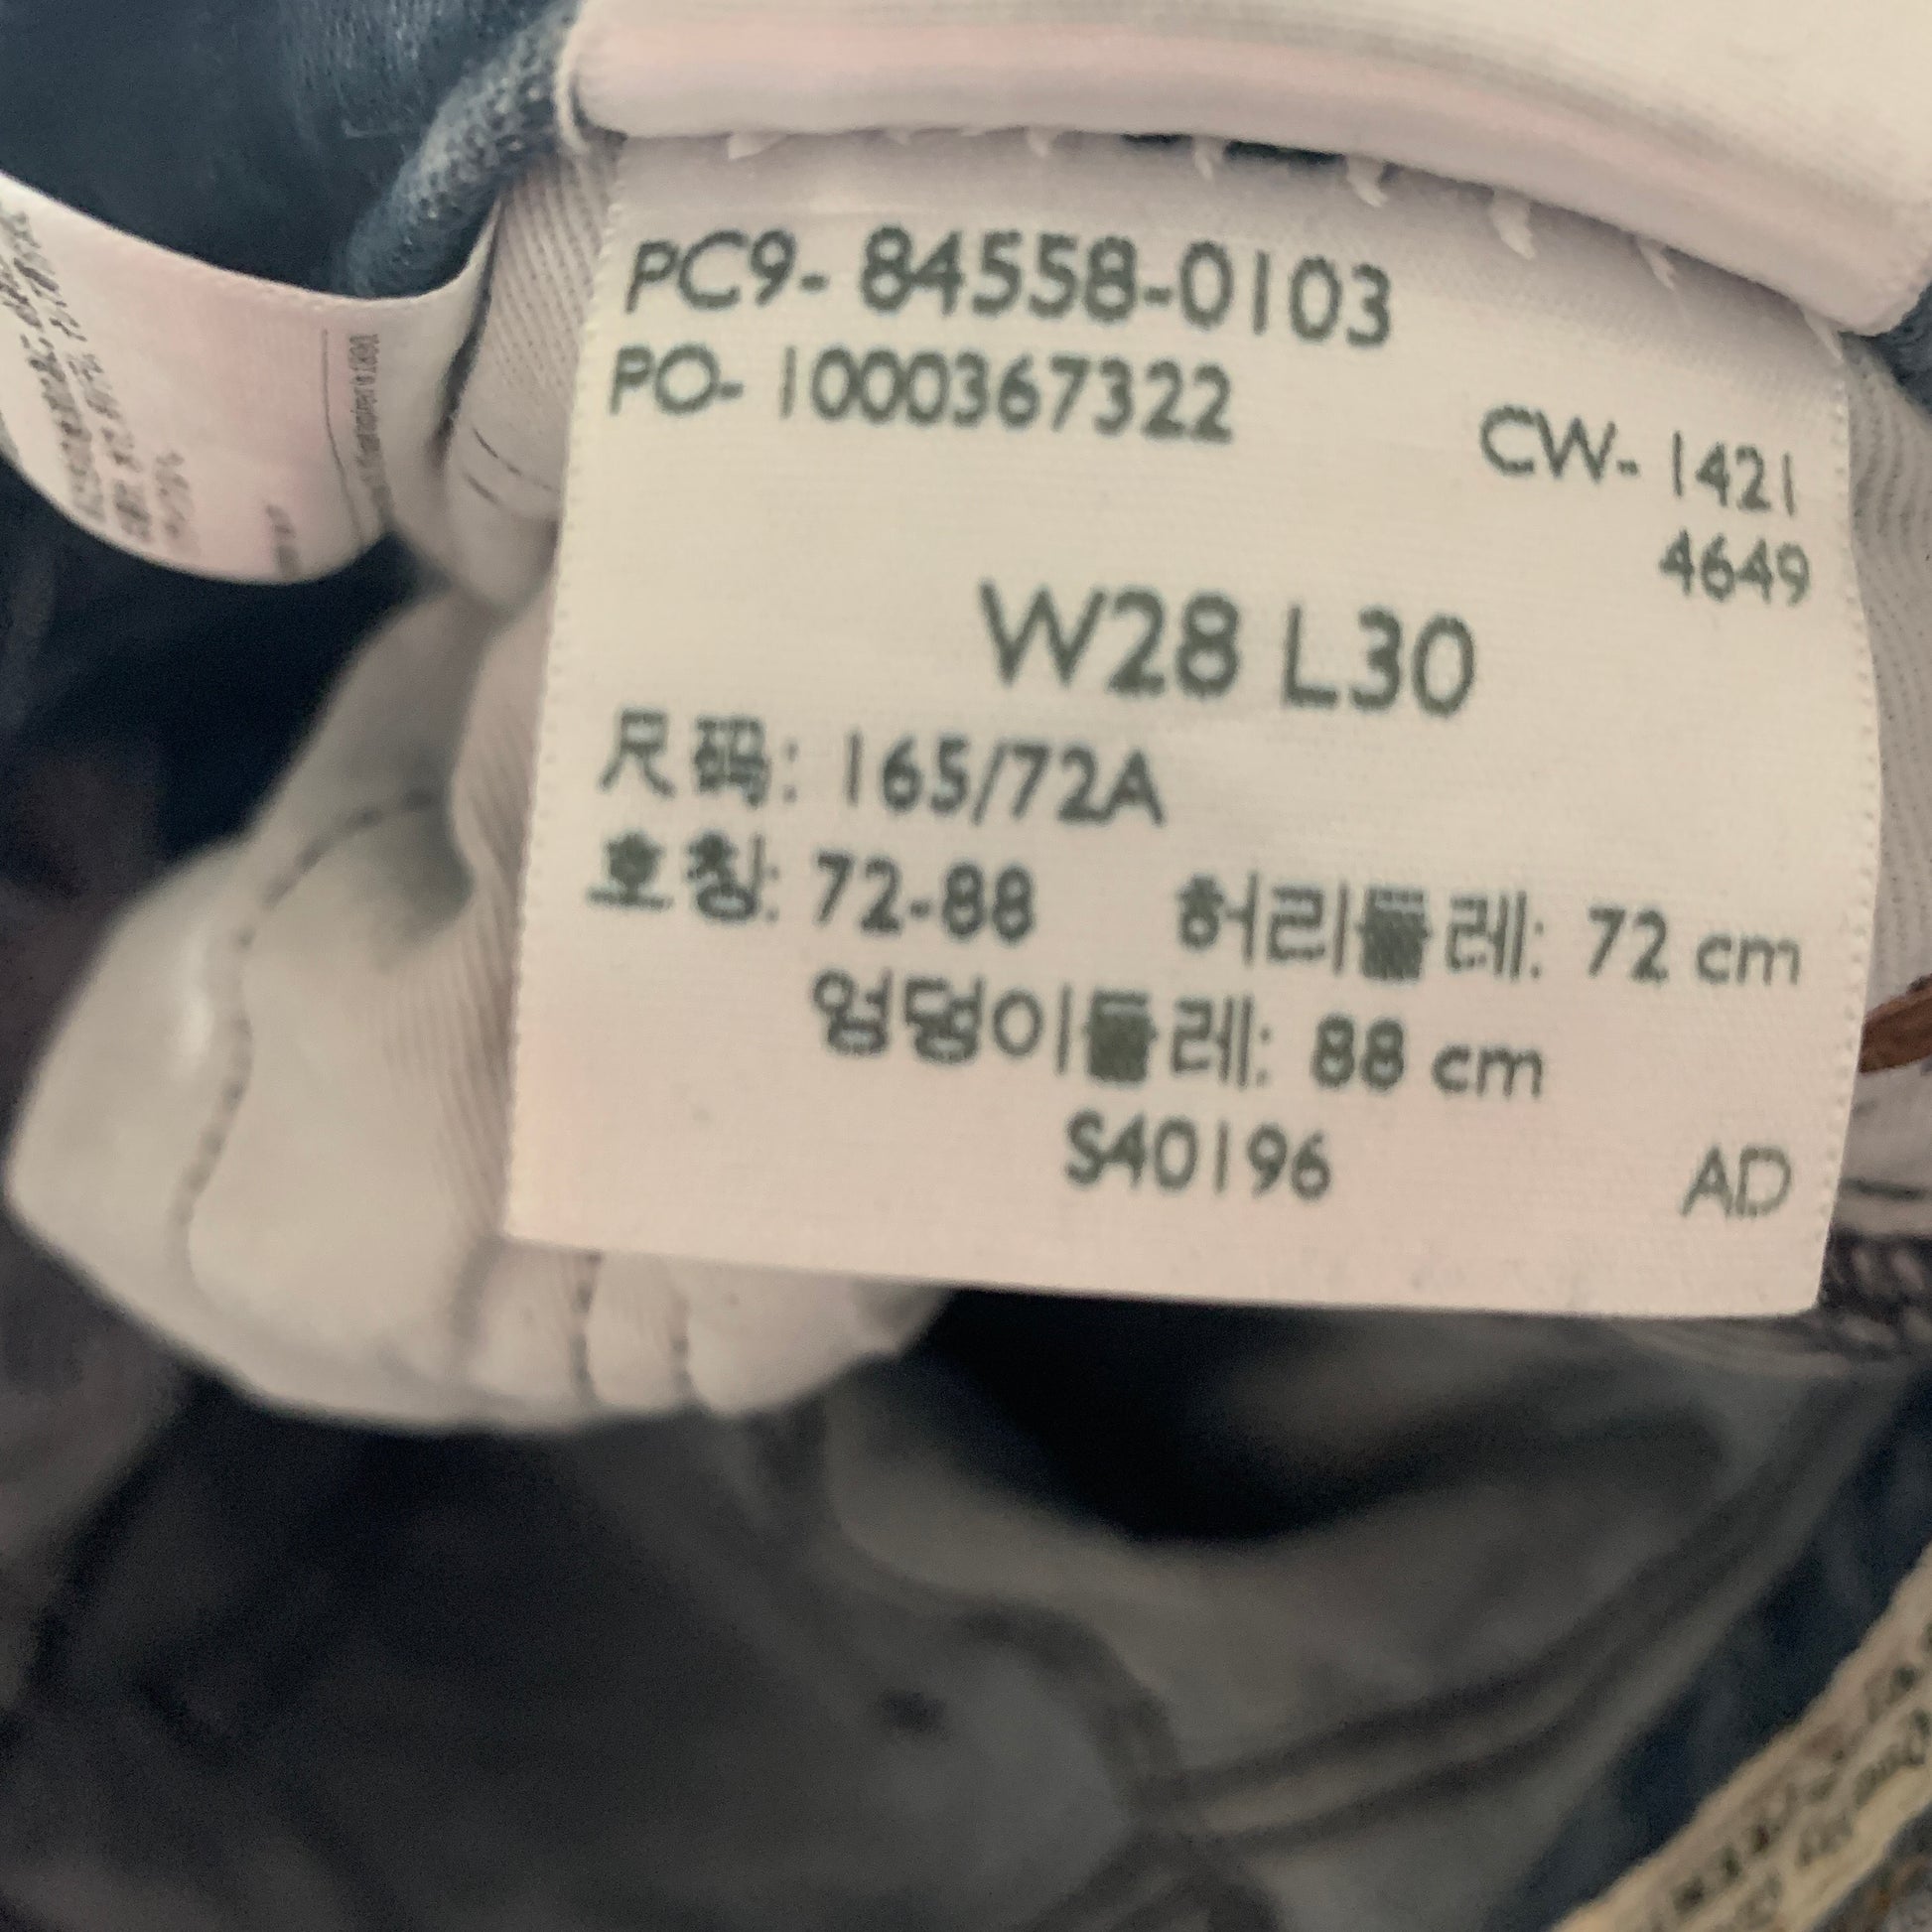 PC9- 84558-0103
PO- 1000367322
CW- 1421
4649
W28 L30
尺码: 165/72A
호칭: 72-88 허리둘레: 72 cm
엉덩이둘레: 88 cm
S40196
AD